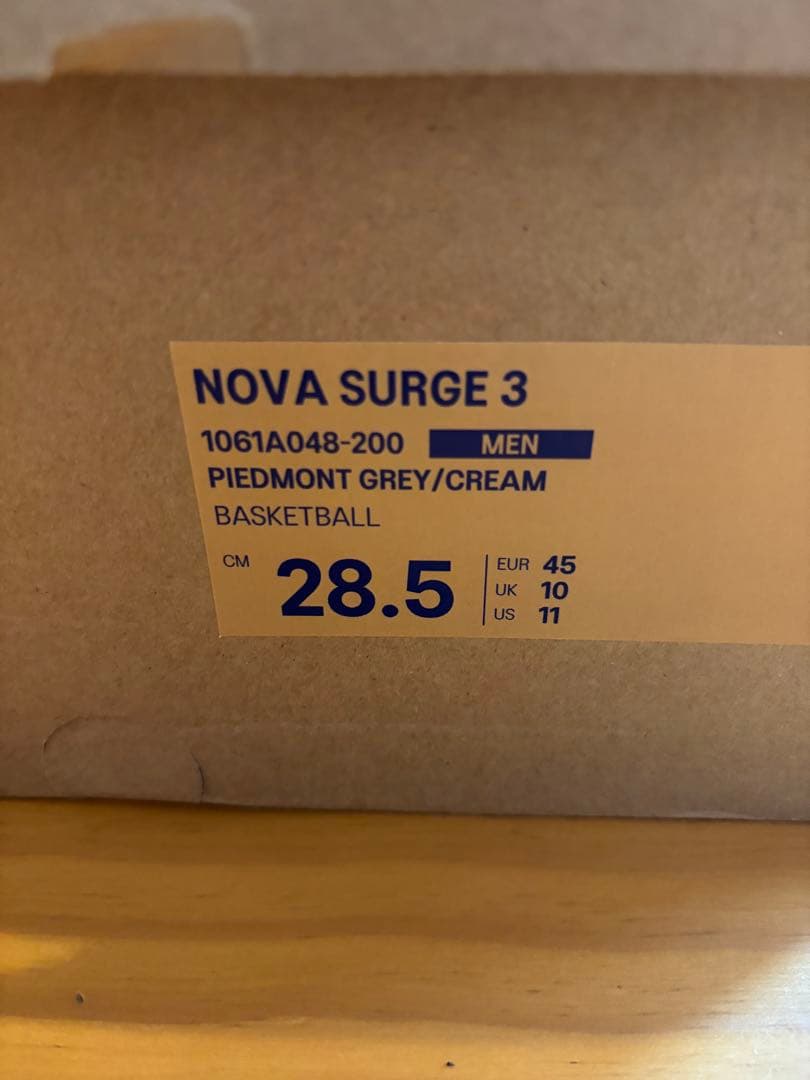 NOVA SURGE 3
1061A048-200 MEN
PIEDMONT GREY/CREAM
BASKETBALL
CM 28.5
EUR 45
UK 10
US 11